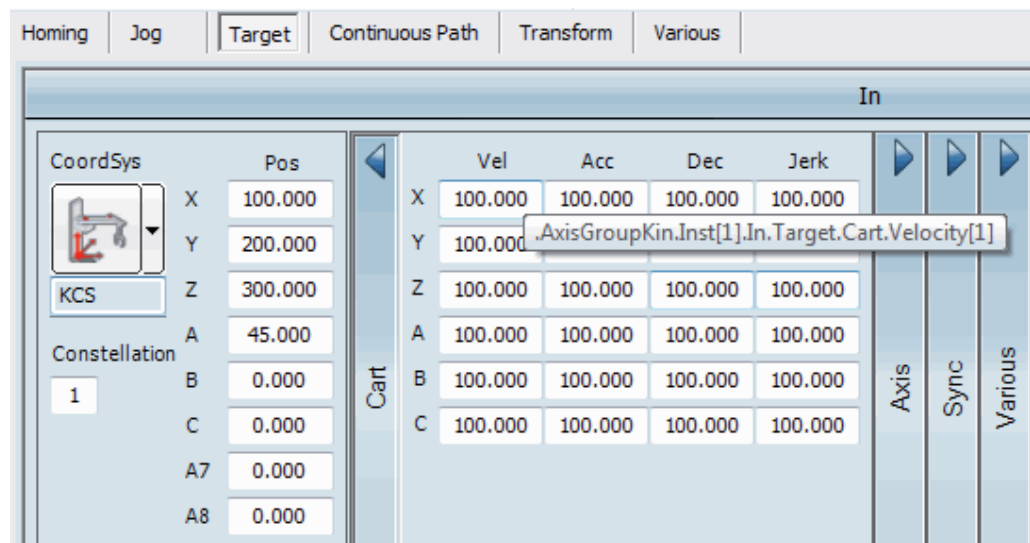 Homing Jog Target Continuous Path Transform Various
In
CoordSys Pos Vel Acc Dec Jerk
X 100.000 X 100.000 100.000 100.000 100.000
.AxisGroupKin.Inst[1].In.Target.Cart.Velocity[1]
Y 200.000 Y 100.000
KCS Z 300.000 Z 100.000 100.000 100.000 100.000
A 45.000 A 100.000 100.000 100.000 100.000
Constellation
1 B 0.000 B 100.000 100.000 100.000 100.000
C 0.000 C 100.000 100.000 100.000 100.000
A7 0.000
A8 0.000
Cart
Axis
Sync
Various